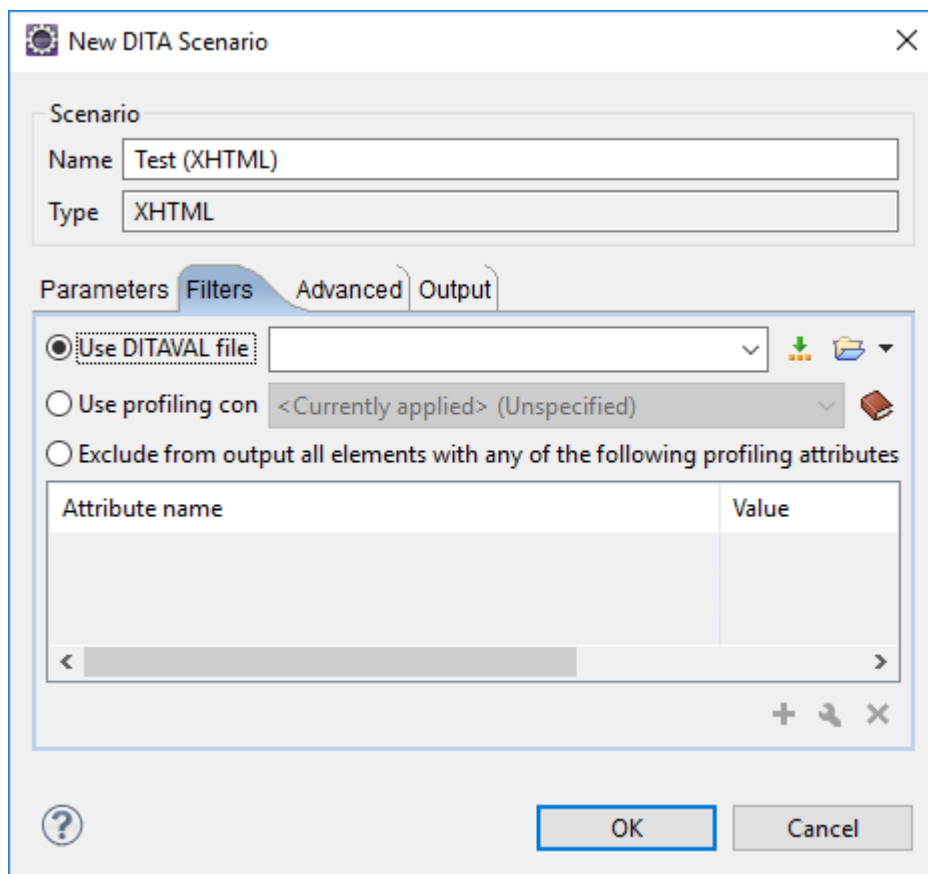 New DITA Scenario
Scenario
Name Test (XHTML)
Type XHTML
Parameters Filters Advanced Output
Use DITAVAL file
Use profiling con <Currently applied> (Unspecified)
Exclude from output all elements with any of the following profiling attributes
Attribute name Value
OK Cancel